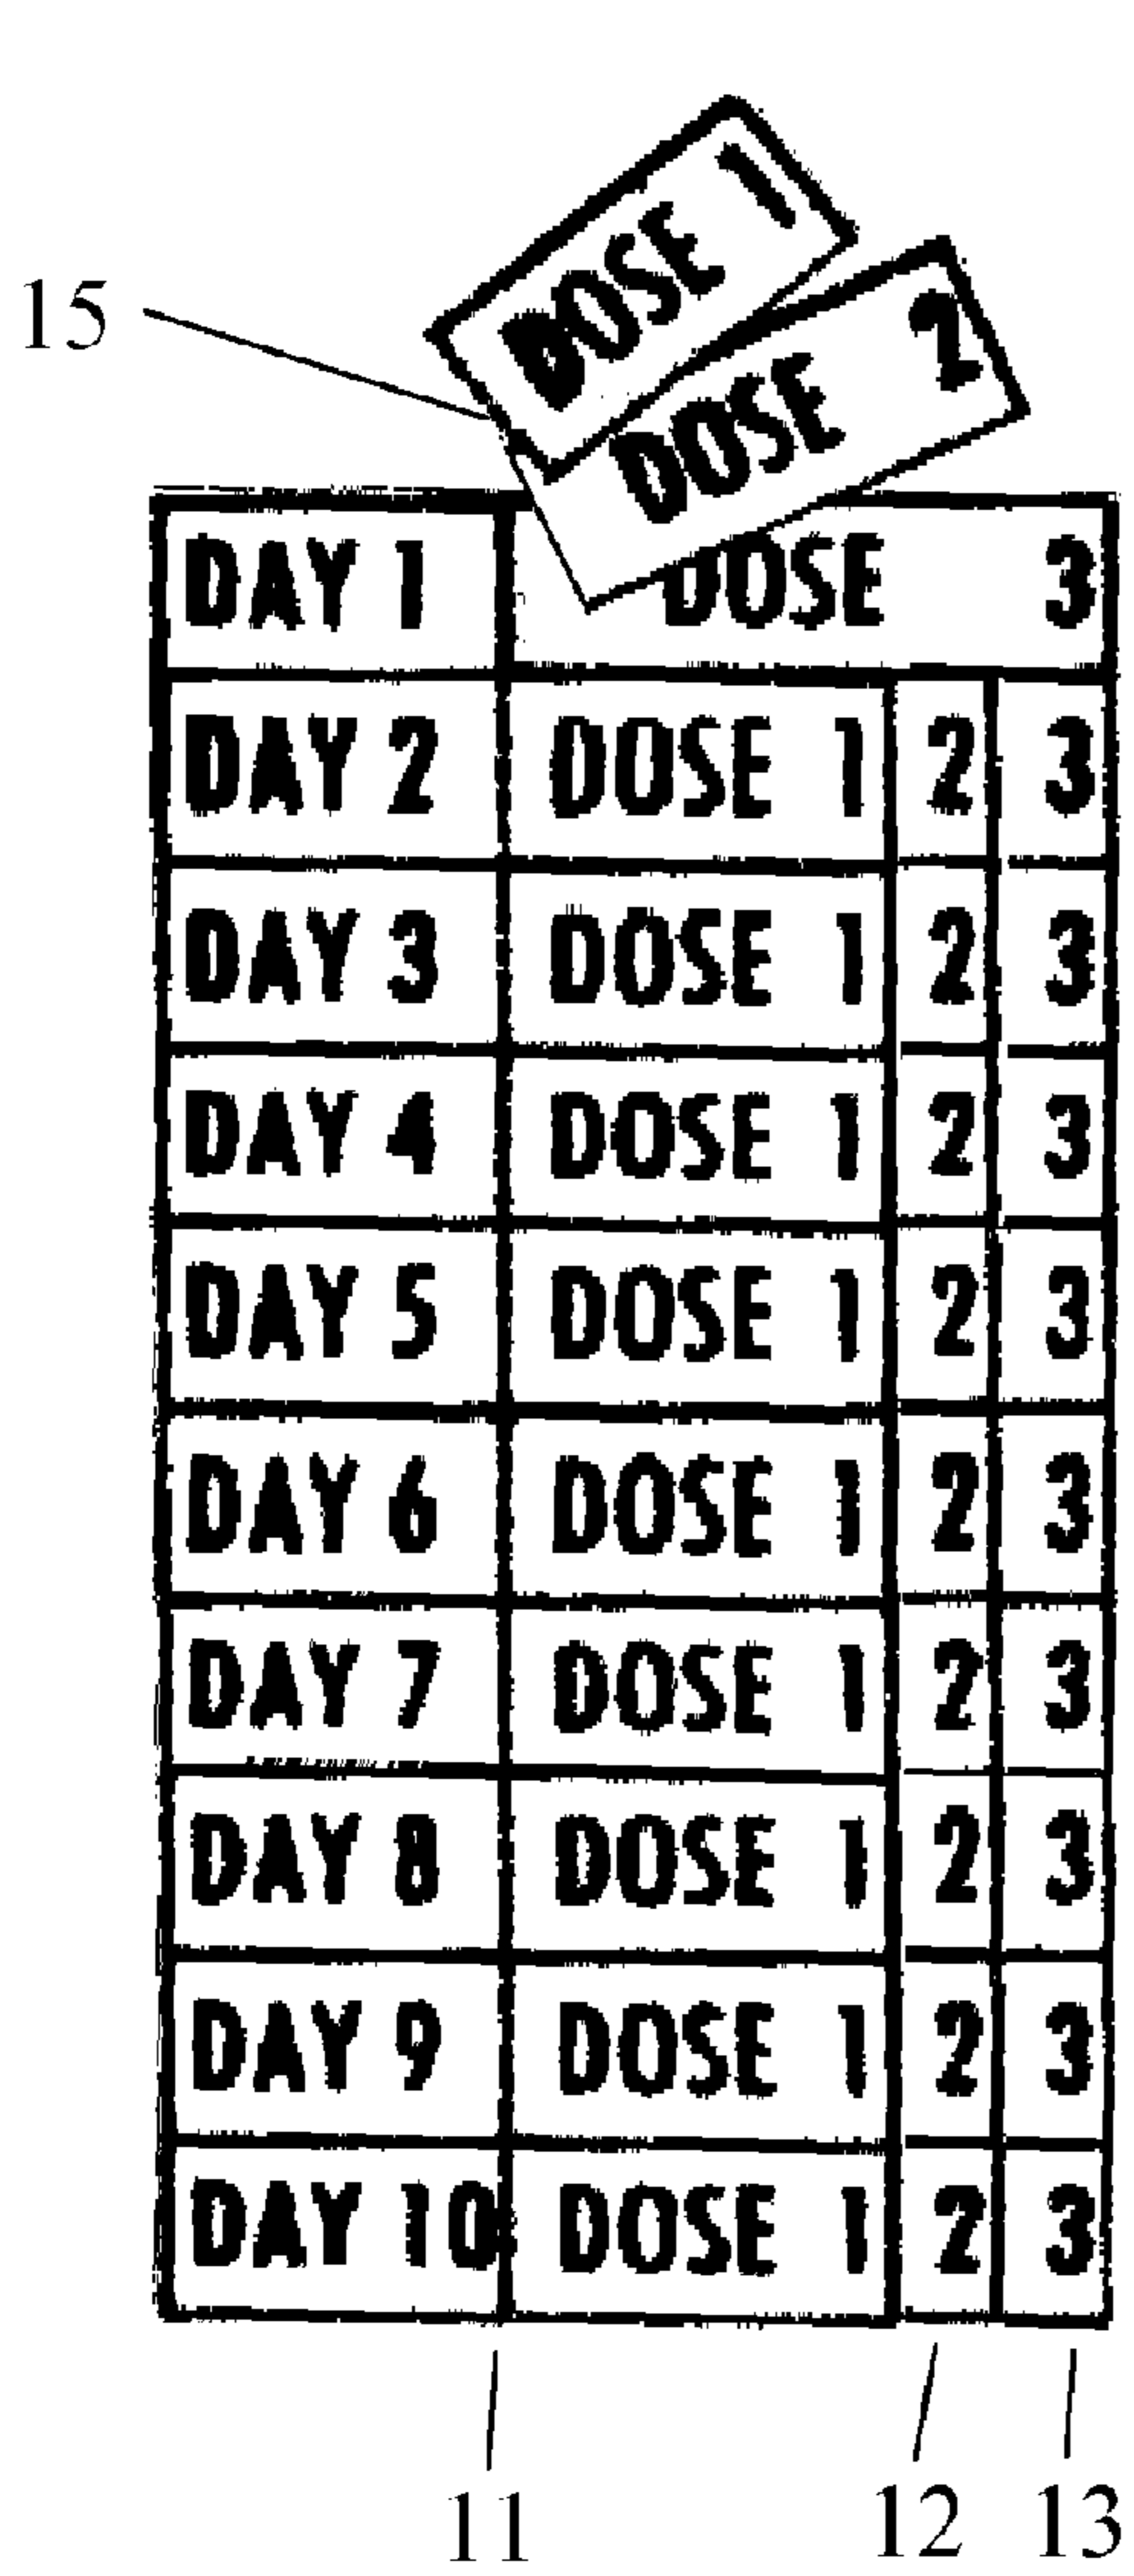 DOSE 1
15
DOSE 2
DAY 1 DOSE 3
DAY 2 DOSE 1 2 3
DAY 3 DOSE 1 2 3
DAY 4 DOSE 1 2 3
DAY 5 DOSE 1 2 3
DAY 6 DOSE 1 2 3
DAY 7 DOSE 1 2 3
DAY 8 DOSE 1 2 3
DAY 9 DOSE 1 2 3
DAY 10 DOSE 1 2 3
11 12 13